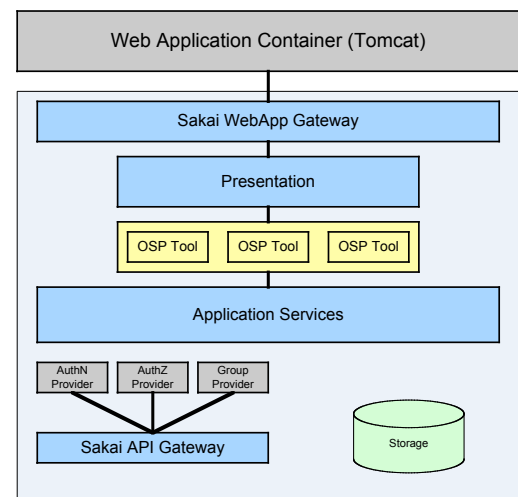 Web Application Container (Tomcat)
Sakai WebApp Gateway
Presentation
OSP Tool
OSP Tool
OSP Tool
Application Services
AuthN
Provider
AuthZ
Provider
Group
Provider
Sakai API Gateway
Storage